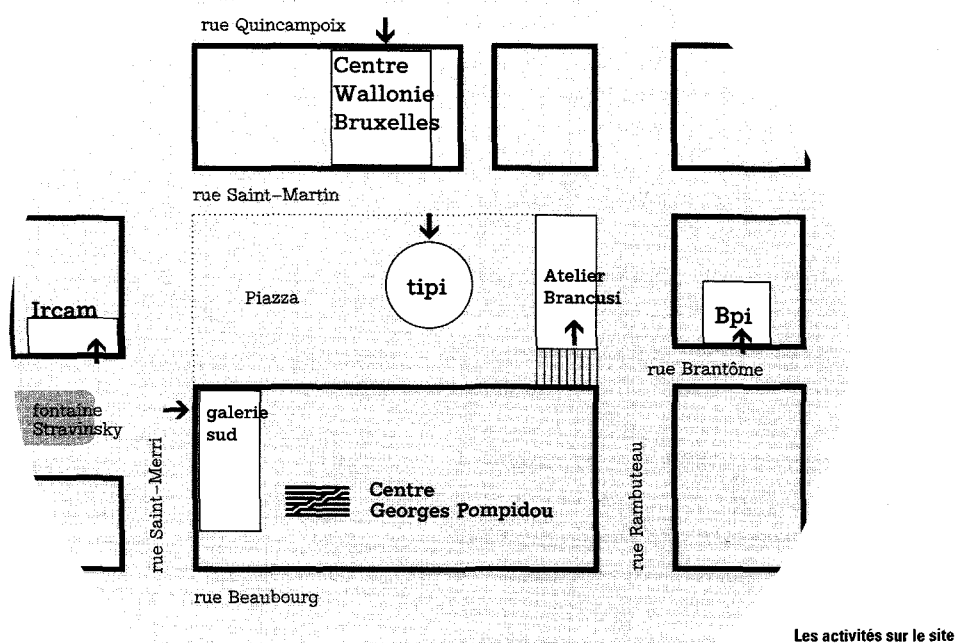 rue Quincampoix
Centre
Wallonie
Bruxelles
rue Saint-Martin
Piazza
tipi
Atelier
Brancusi
Ircam
Bpi
rue Brantôme
fontaine
Stravinsky
galerie
sud
rue Saint-Merri
Centre
Georges Pompidou
rue Rambuteau
rue Beaubourg
Les activités sur le site